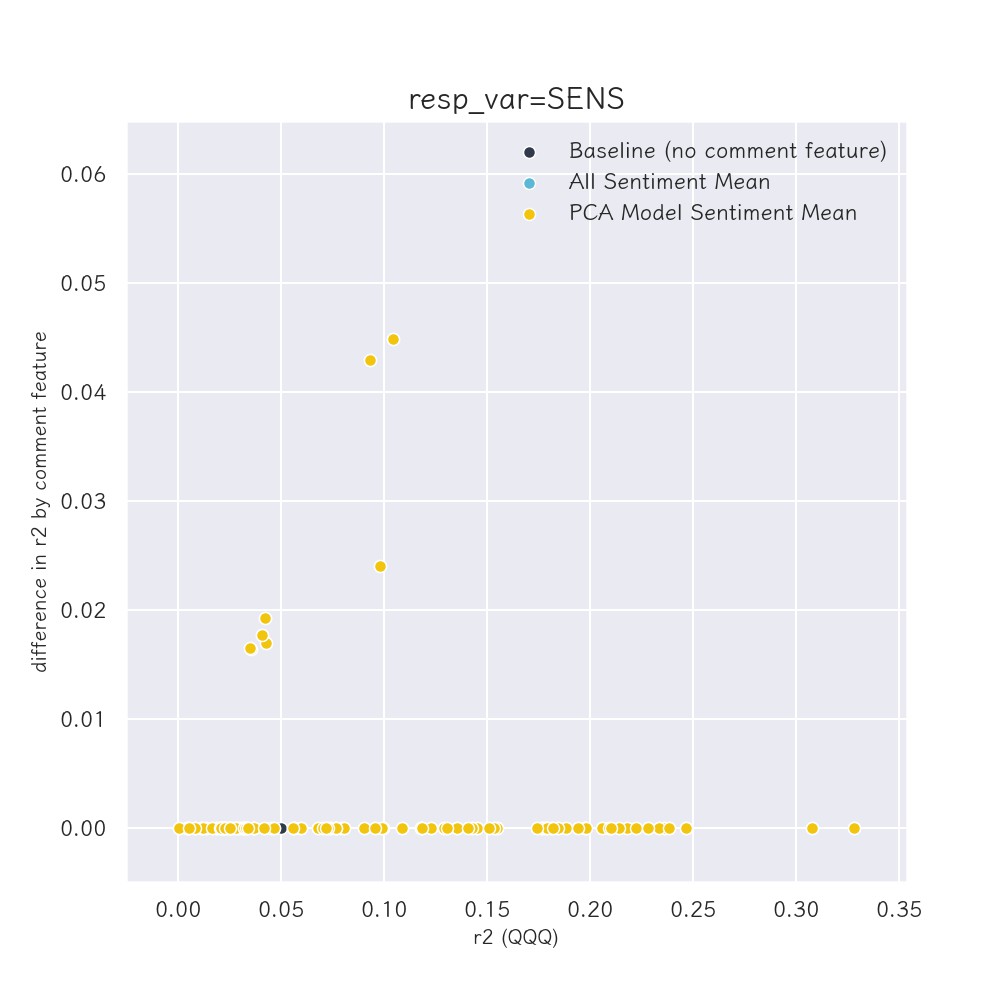 resp_var=SENS
Baseline (no comment feature)
All Sentiment Mean
PCA Model Sentiment Mean
0.06
0.05
0.04
0.03
0.02
0.01
0.00
difference in r2 by comment feature
0.00 0.05 0.10 0.15 0.20 0.25 0.30 0.35
r2 (QQQ)